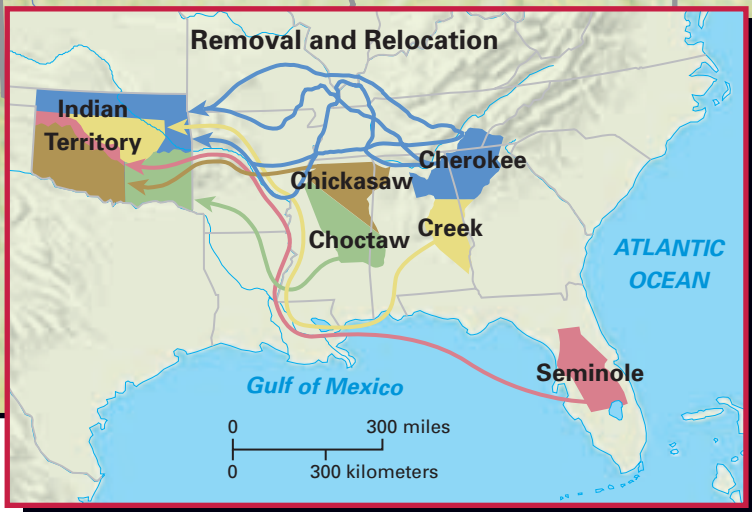 Removal and Relocation
Indian
Territory
Cherokee
Chickasaw
Choctaw
Creek
ATLANTIC
OCEAN
Seminole
Gulf of Mexico
0 300 miles
0 300 kilometers